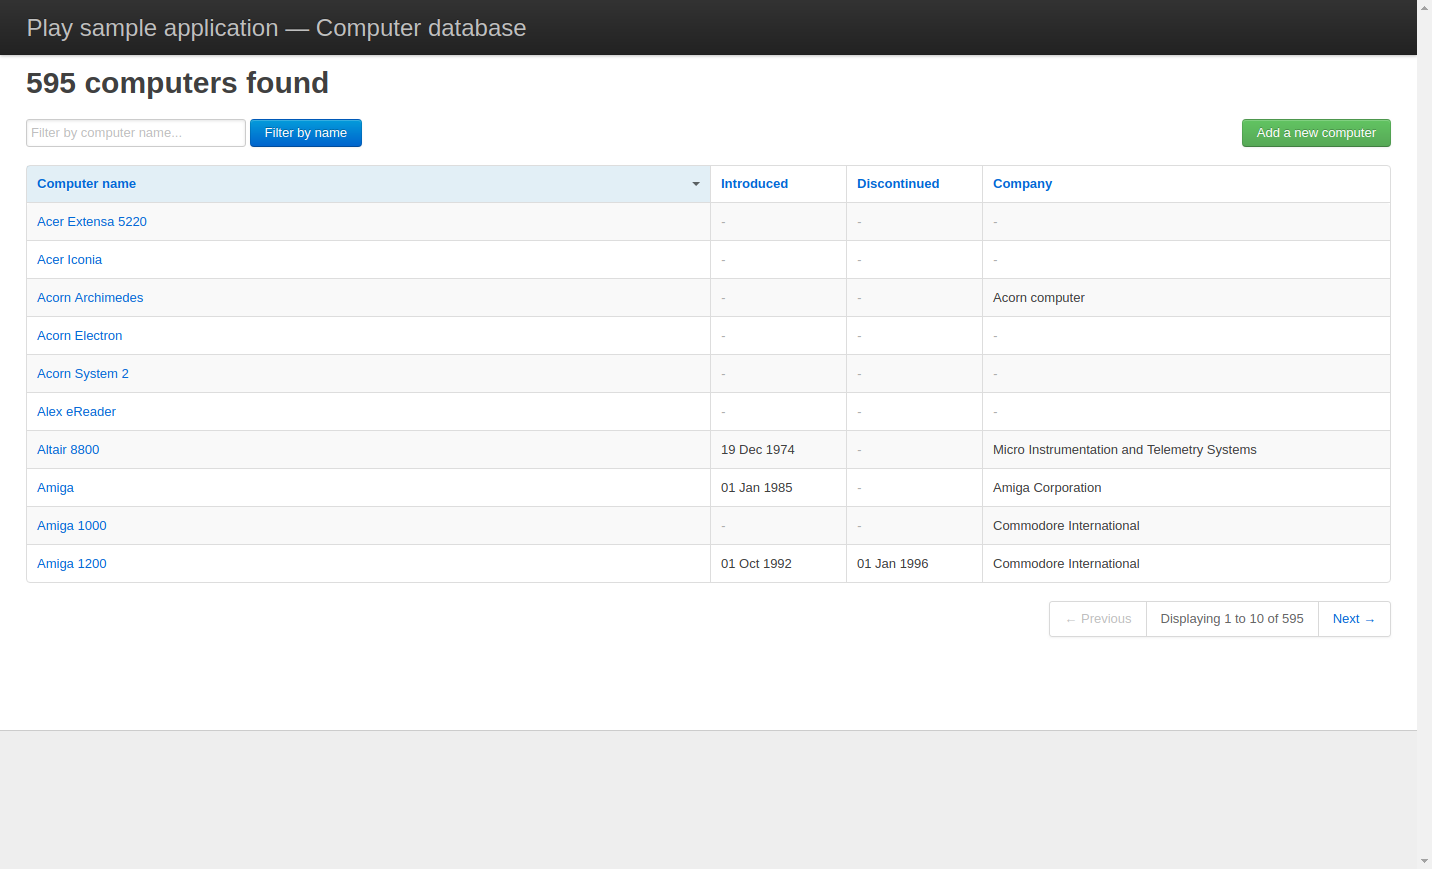 Play sample application — Computer database
595 computers found
Filter by computer name... Filter by name Add a new computer
Computer name Introduced Discontinued Company
Acer Extensa 5220 - - -
Acer Iconia - - -
Acorn Archimedes - - Acorn computer
Acorn Electron - - -
Acorn System 2 - - -
Alex eReader - - -
Altair 8800 19 Dec 1974 - Micro Instrumentation and Telemetry Systems
Amiga 01 Jan 1985 - Amiga Corporation
Amiga 1000 - - Commodore International
Amiga 1200 01 Oct 1992 01 Jan 1996 Commodore International
← Previous Displaying 1 to 10 of 595 Next →